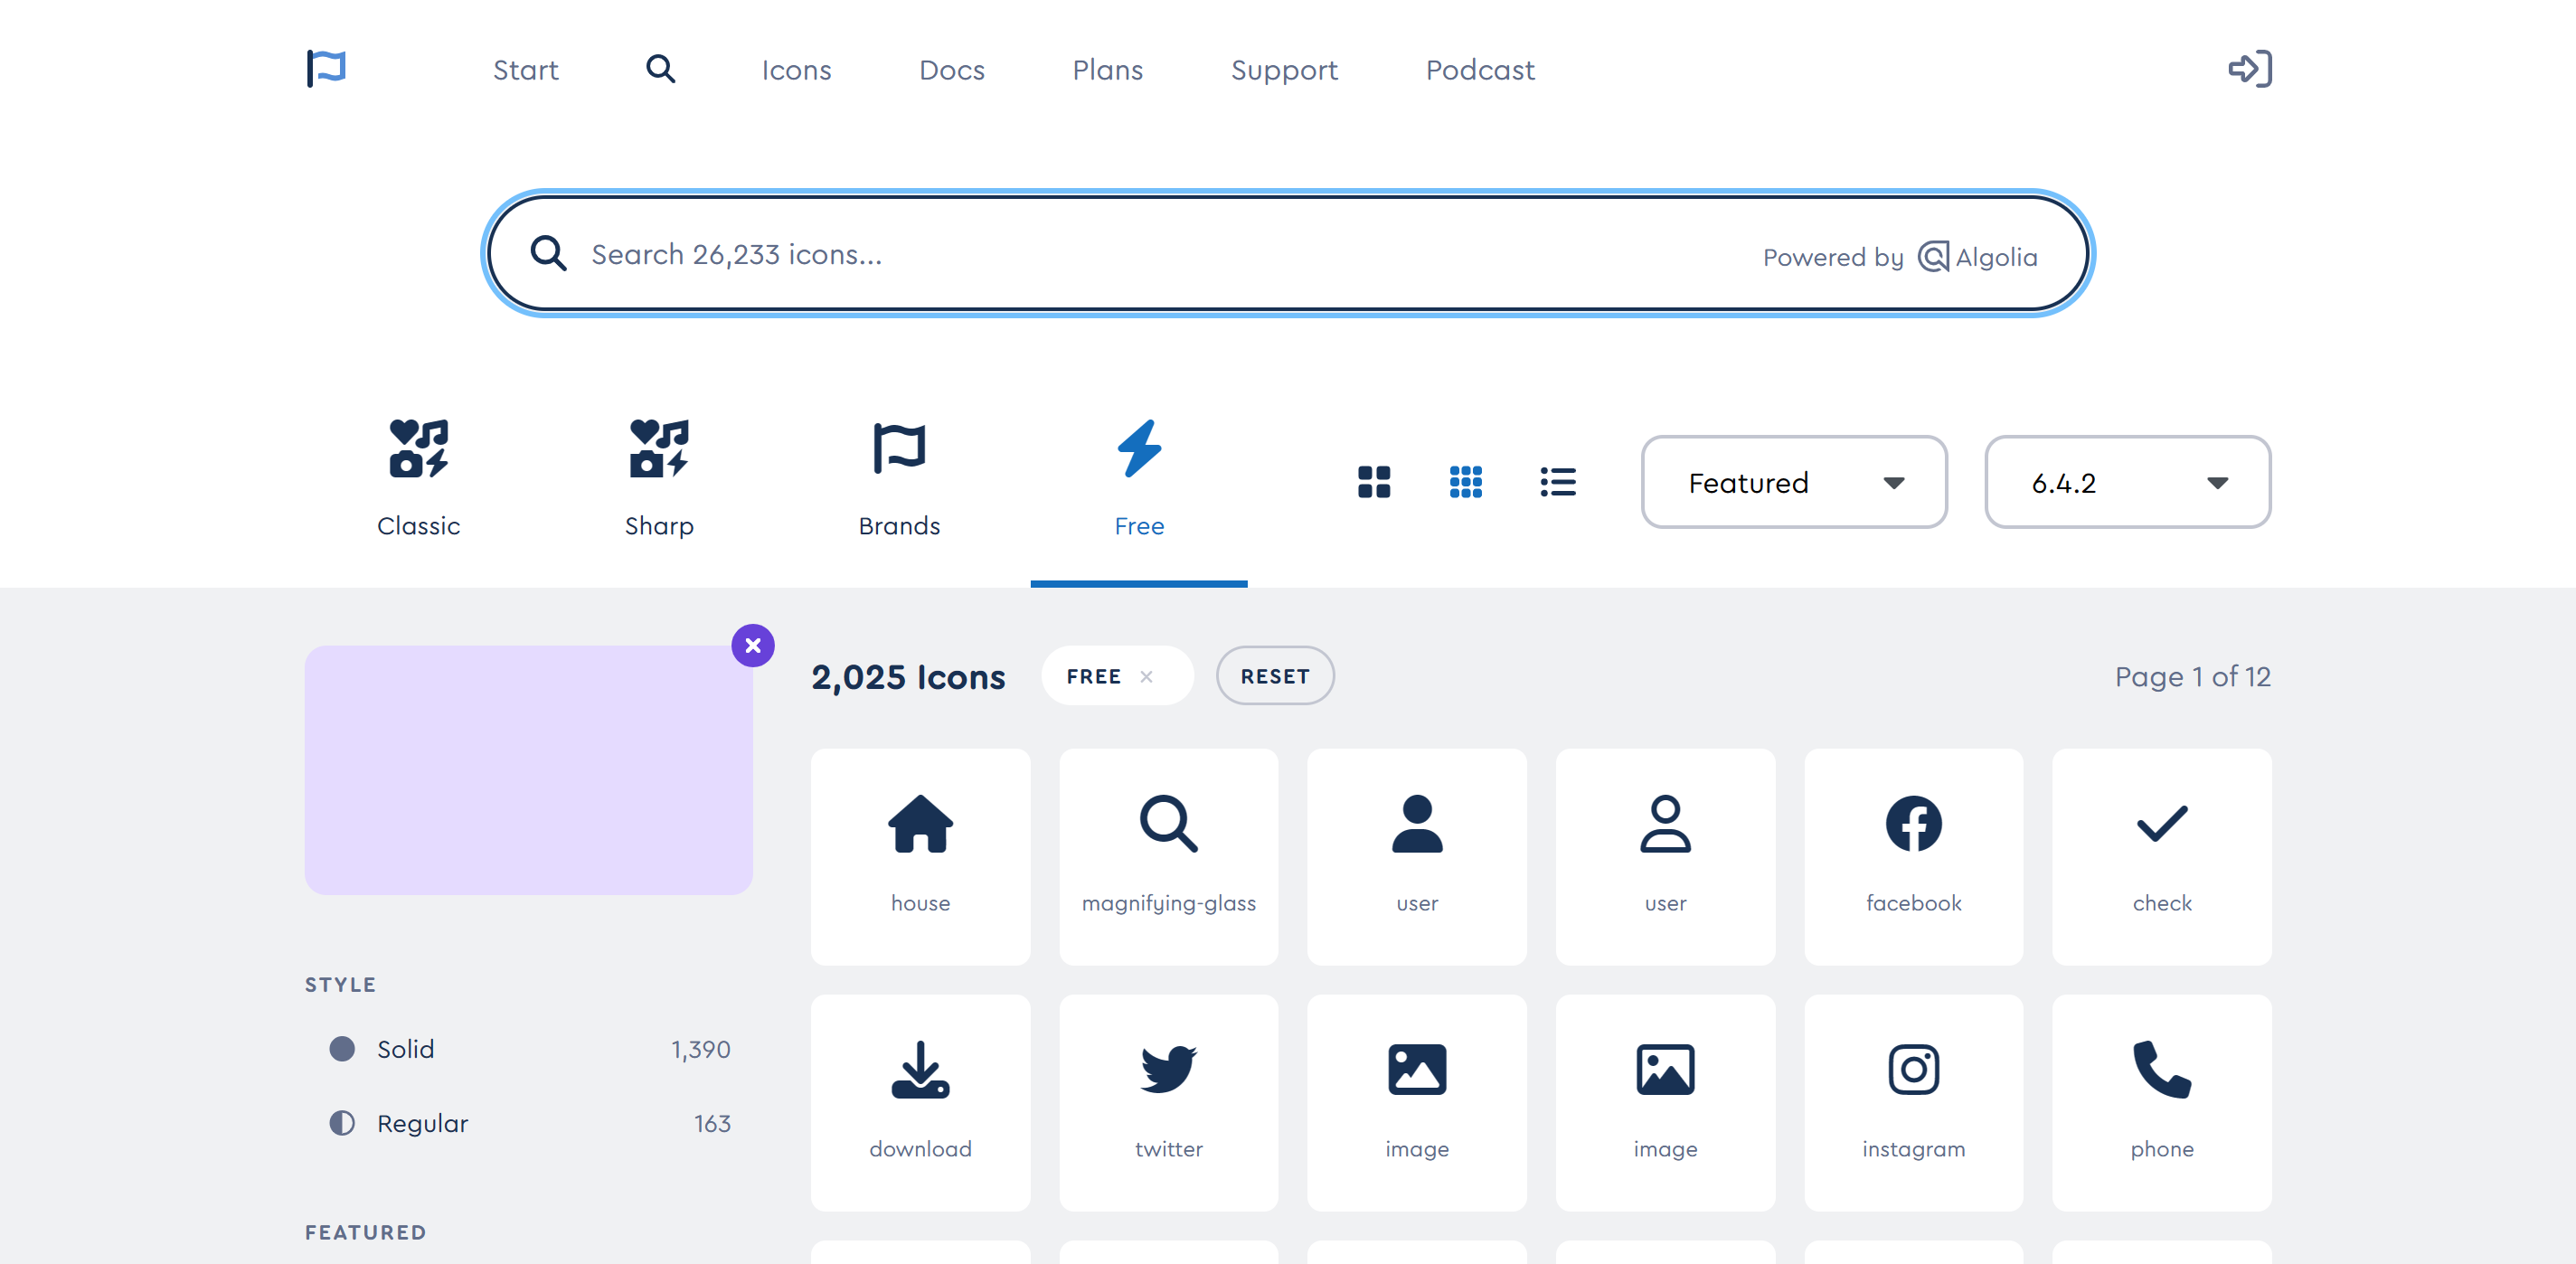 Start Icons Docs Plans Support Podcast
Search 26,233 icons...
Powered by Algolia
Classic Sharp Brands Free
Featured 6.4.2
2,025 Icons FREE RESET Page 1 of 12
house magnifying-glass user user facebook check
download twitter image image instagram phone
STYLE
Solid 1,390
Regular 163
FEATURED